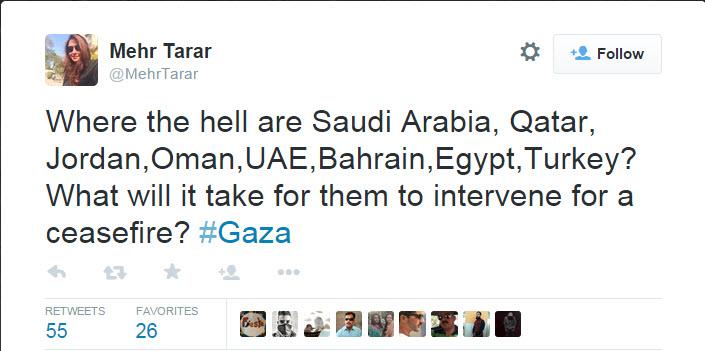 Mehr Tarar
@MehrTarar
Follow
Where the hell are Saudi Arabia, Qatar,
Jordan,Oman,UAE,Bahrain,Egypt,Turkey?
What will it take for them to intervene for a
ceasefire? #Gaza
RETWEETS FAVORITES
55 26